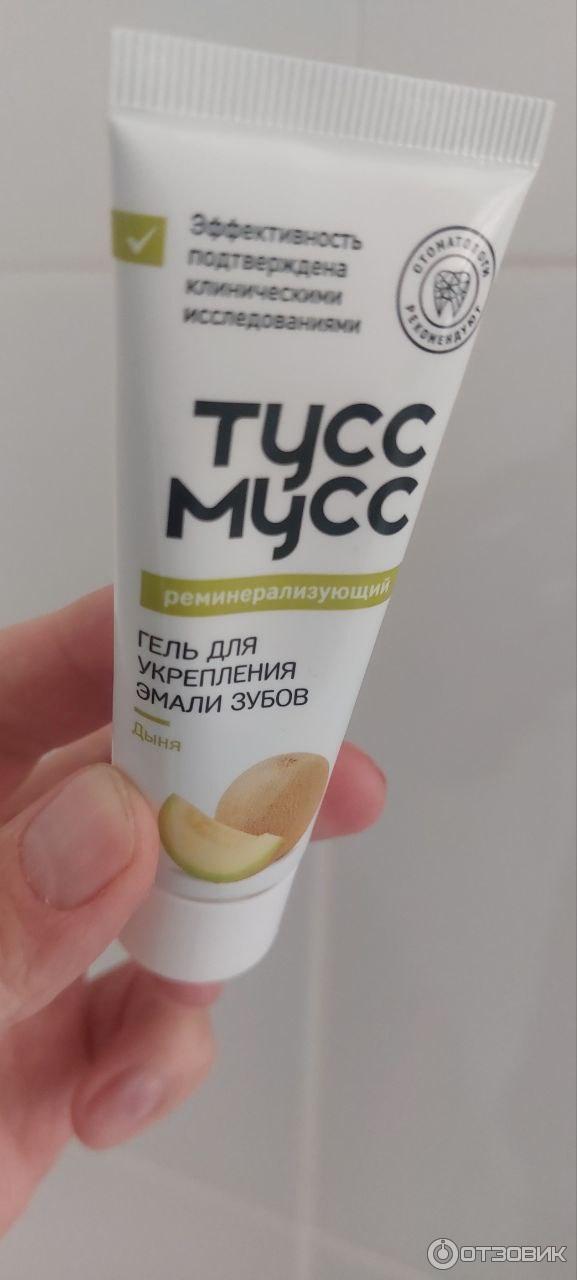 Эффективность
подтверждена
клиническими
исследованиями
СТОМАТОЛОГИ
РЕКОМЕНДУЮТ
ТУСС
МУСС
реминерализующий
ГЕЛЬ ДЛЯ
УКРЕПЛЕНИЯ
ЭМАЛИ ЗУБОВ
Дыня
ОТЗОВИК